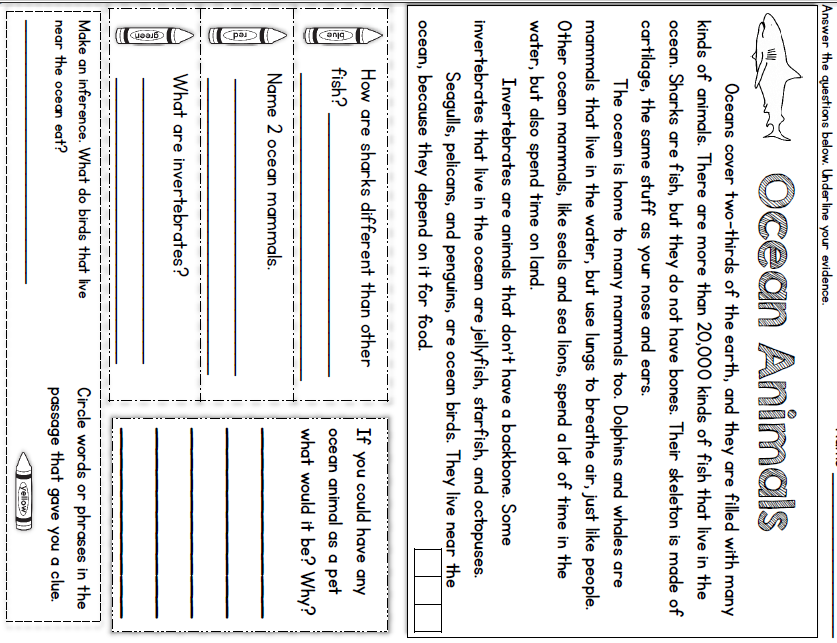 Answer the questions below. Underline your evidence.
Ocean Animals
Oceans cover two-thirds of the earth, and they are filled with many
kinds of animals. There are more than 20,000 kinds of fish that live in the
ocean. Sharks are fish, but they do not have bones. Their skeleton is made of
cartilage, the same stuff as your nose and ears.
The ocean is home to many mammals too. Dolphins and whales are
mammals that live in the water, but use lungs to breathe air, just like people.
Other ocean mammals, like seals and sea lions, spend a lot of time in the
water, but also spend time on land.
Invertebrates are animals that don't have a backbone. Some
invertebrates that live in the ocean are jellyfish, starfish, and octopuses.
Seagulls, pelicans, and penguins, are ocean birds. They live near the
ocean, because they depend on it for food.
blue
How are sharks different than other
fish?
red
Name 2 ocean mammals.
green
What are invertebrates?
If you could have any
ocean animal as a pet
what would it be? Why?
Make an inference. What do birds that live
near the ocean eat?
Circle words or phrases in the
passage that gave you a clue.
yellow